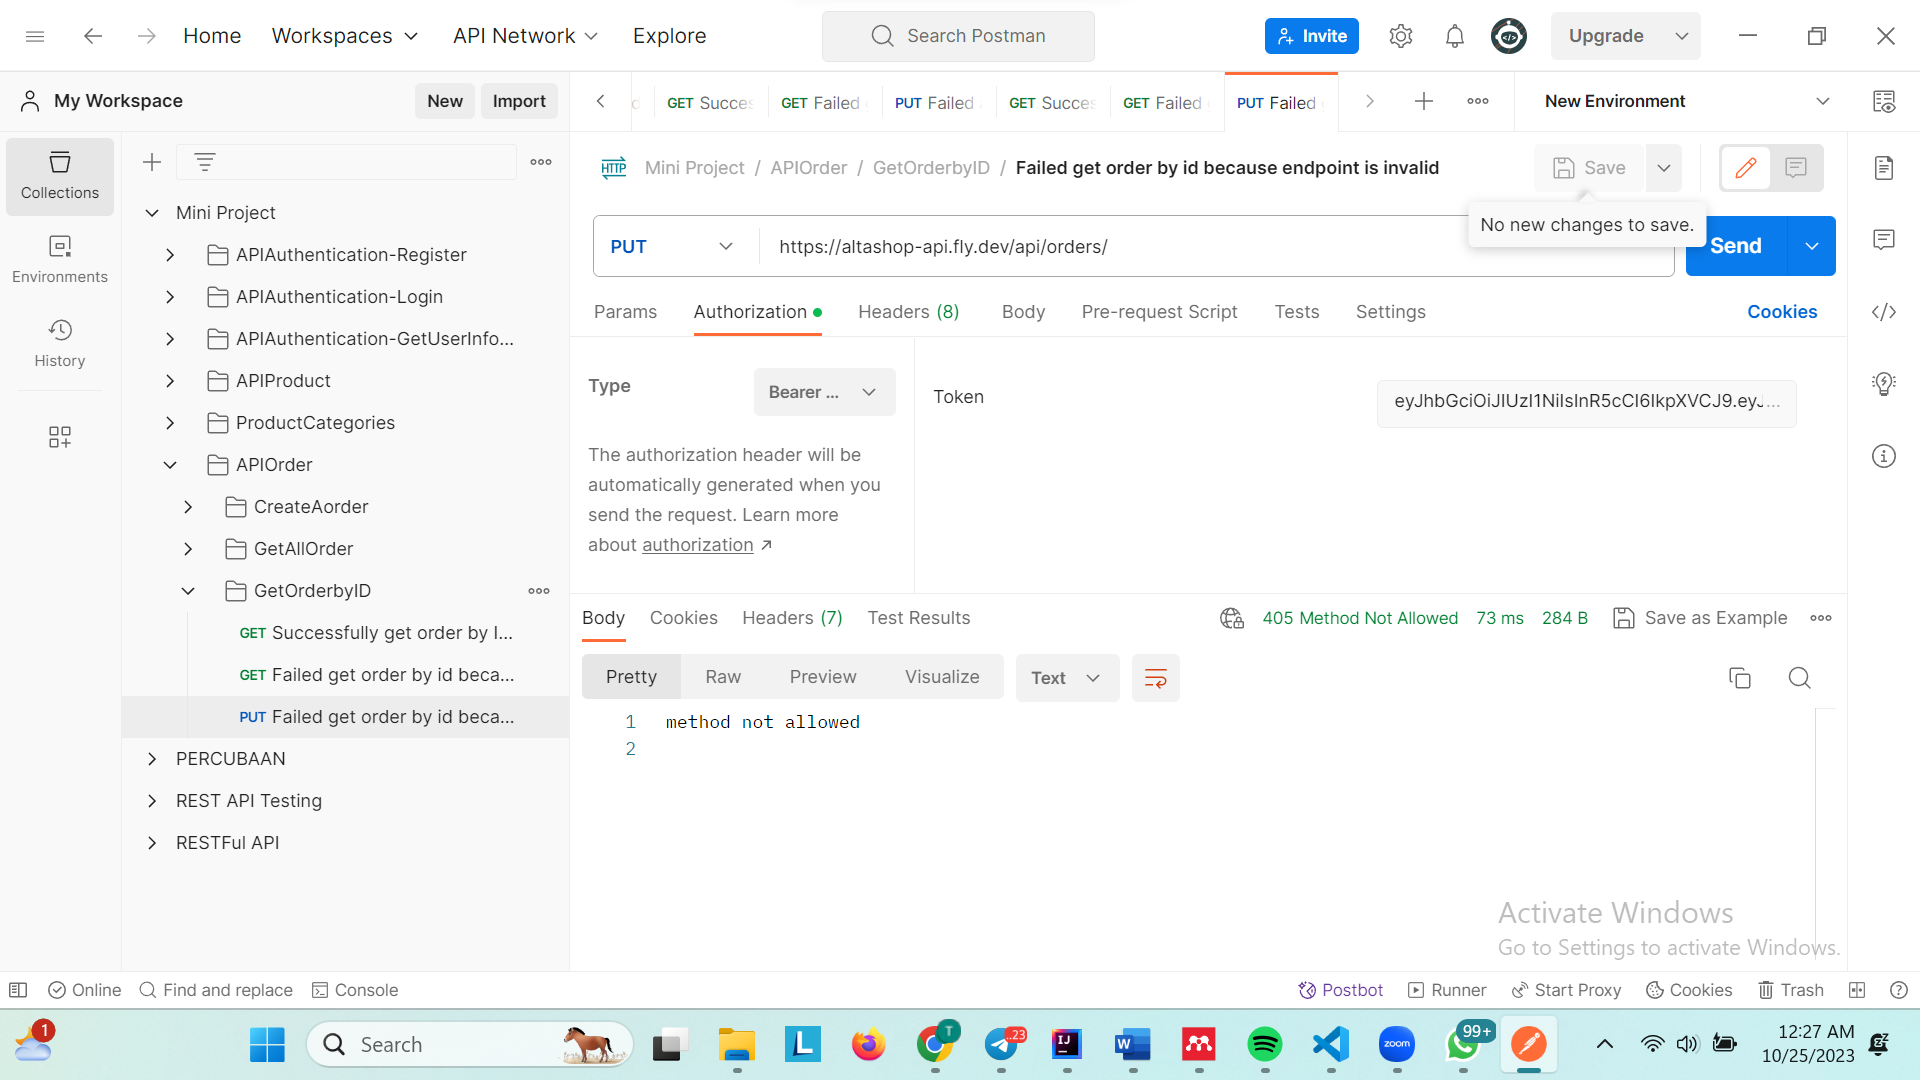 Home Workspaces API Network Explore Search Postman Invite Upgrade
My Workspace New Import GET Succes GET Failed PUT Failed GET Succes GET Failed PUT Failed New Environment
Collections
Environments
History
Mini Project
APIAuthentication-Register
APIAuthentication-Login
APIAuthentication-GetUserInfo...
APIProduct
ProductCategories
APIOrder
CreateAorder
GetAllOrder
GetOrderbyID
GET Successfully get order by I...
GET Failed get order by id beca...
PUT Failed get order by id beca...
PERCUBAAN
REST API Testing
RESTFul API
HTTP Mini Project / APIOrder / GetOrderbyID / Failed get order by id because endpoint is invalid Save
No new changes to save.
PUT https://altashop-api.fly.dev/api/orders/ Send
Params Authorization Headers (8) Body Pre-request Script Tests Settings Cookies
Type Bearer ...
The authorization header will be
automatically generated when you
send the request. Learn more
about authorization ↗
Token eyJhbGciOiJIUzI1NiIsInR5cCI6IkpXVCJ9.eyJ...
Body Cookies Headers (7) Test Results 405 Method Not Allowed 73 ms 284 B Save as Example
Pretty Raw Preview Visualize Text
1 method not allowed
2
Activate Windows
Go to Settings to activate Windows.
Online Find and replace Console Postbot Runner Start Proxy Cookies Trash
1 Search L T ..23 IJ W zoom 99+
12:27 AM
10/25/2023